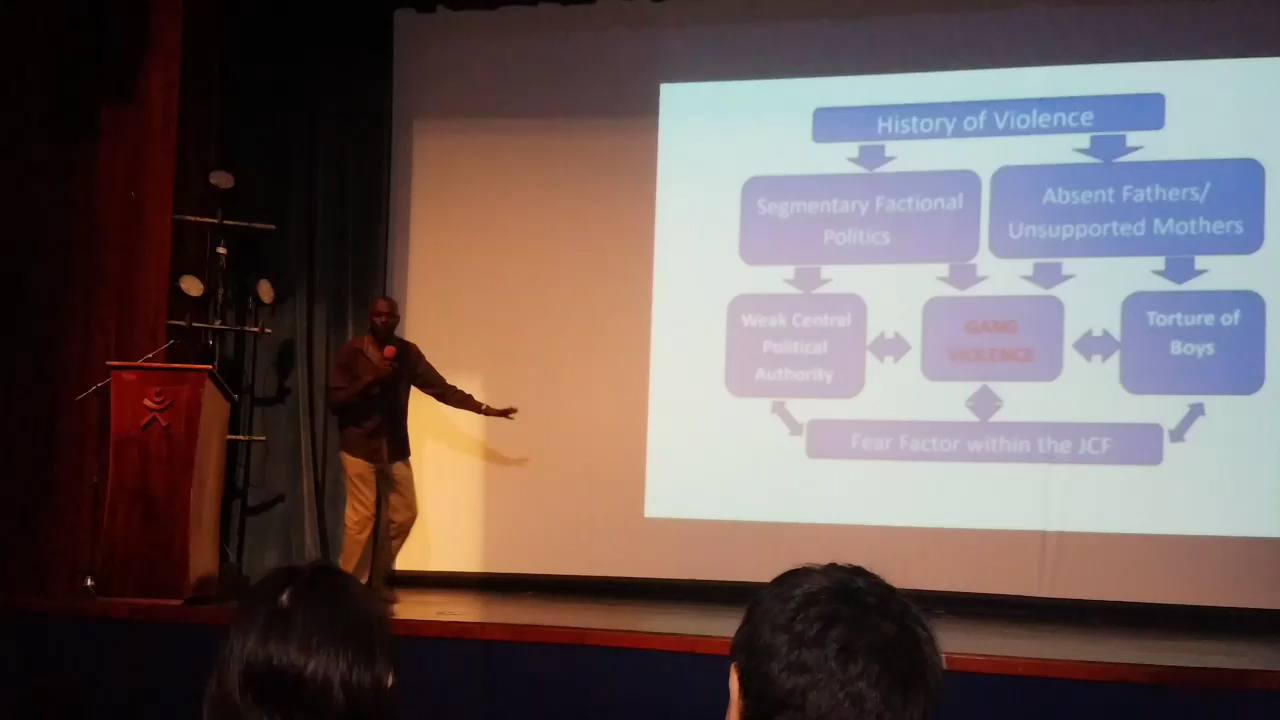 History of Violence
Segmentary Factional
Politics
Absent Fathers/
Unsupported Mothers
Weak Central
Political
Authority
GANG
VIOLENCE
Torture of
Boys
Fear Factor within the JCF